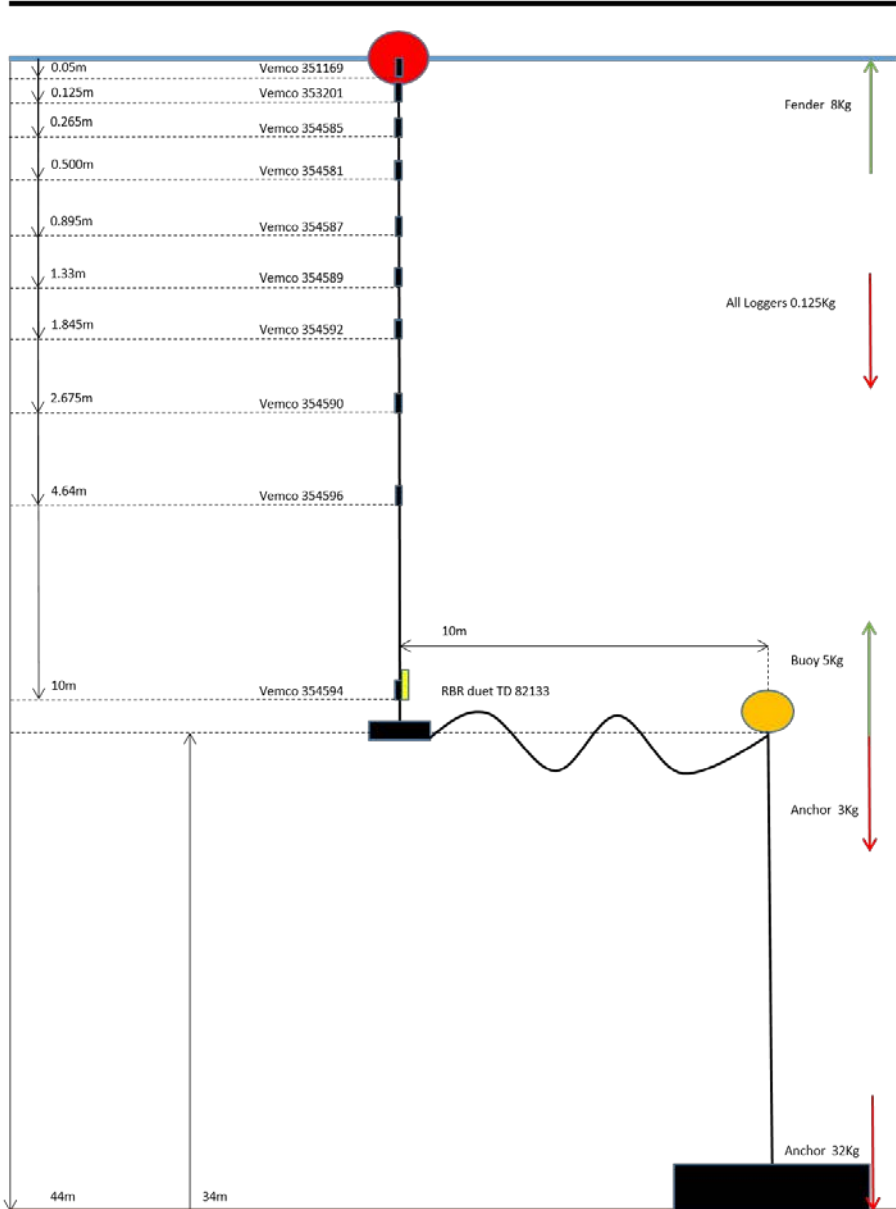 0.05m Vemco 351169
0.125m Vemco 353201
Fender 8Kg
0.265m Vemco 354585
0.500m Vemco 354581
0.895m Vemco 354587
1.33m Vemco 354589
All Loggers 0.125Kg
1.845m Vemco 354592
2.675m Vemco 354590
4.64m Vemco 354596
10m
Buoy 5Kg
10m Vemco 354594 RBR duet TD 82133
Anchor 3Kg
Anchor 32Kg
44m 34m